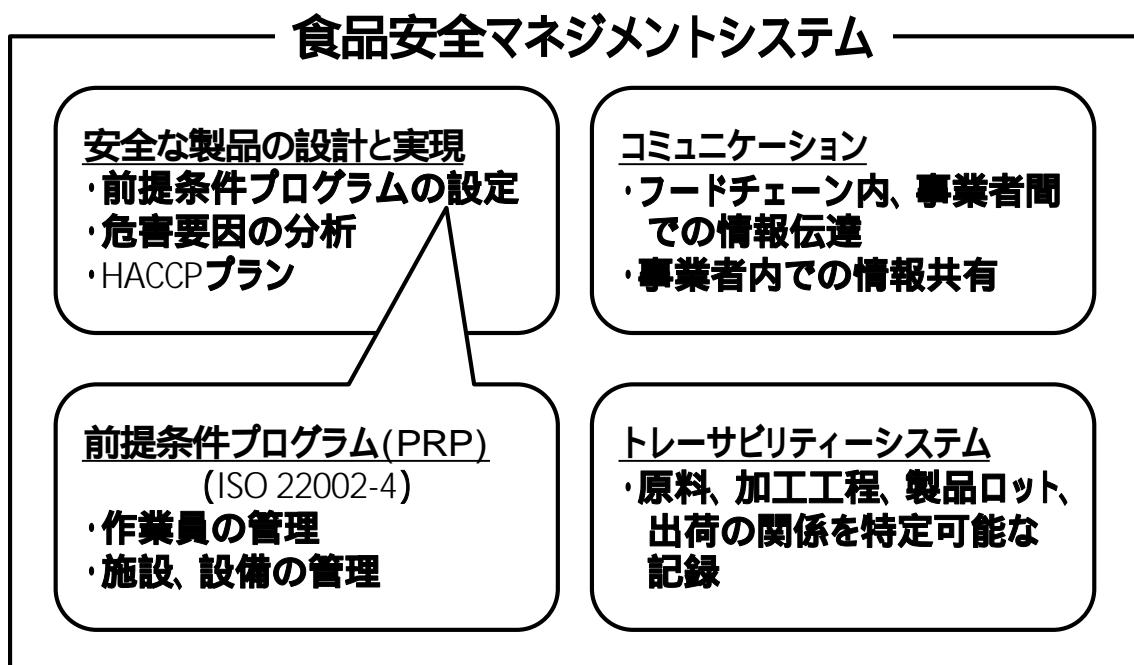 食品安全マネジメントシステム
安全な製品の設計と実現
・前提条件プログラムの設定
・危害要因の分析
・HACCPプラン
コミュニケーション
・フードチェーン内、事業者間
での情報伝達
・事業者内での情報共有
前提条件プログラム(PRP)
(ISO 22002-4)
・作業員の管理
・施設、設備の管理
トレーサビリティーシステム
・原料、加工工程、製品ロット、
出荷の関係を特定可能な
記録